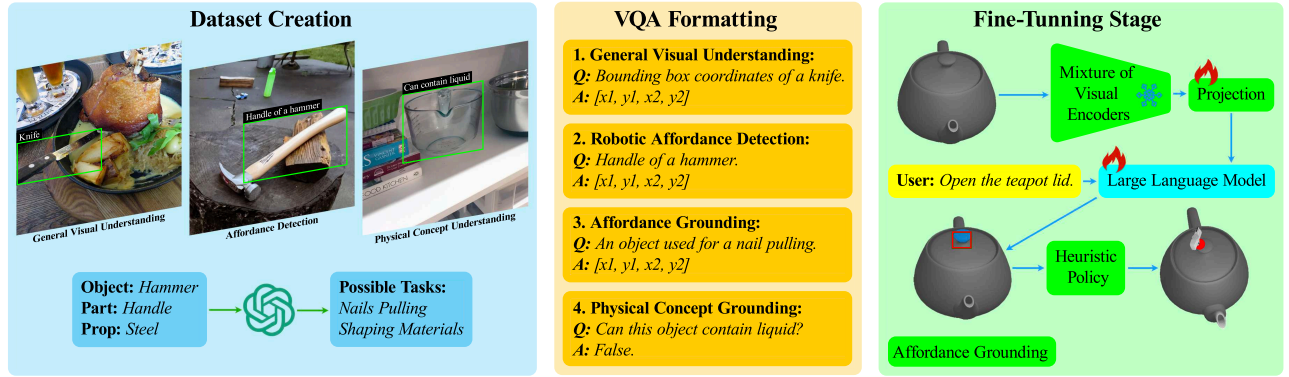 Dataset Creation
Knife
Handle of a hammer
Can contain liquid
General Visual Understanding
Affordance Detection
Physical Concept Understanding
Object: Hammer
Part: Handle
Prop: Steel
Possible Tasks:
Nails Pulling
Shaping Materials
VQA Formatting
1. General Visual Understanding:
Q: Bounding box coordinates of a knife.
A: [x1, y1, x2, y2]
2. Robotic Affordance Detection:
Q: Handle of a hammer.
A: [x1, y1, x2, y2]
3. Affordance Grounding:
Q: An object used for a nail pulling.
A: [x1, y1, x2, y2]
4. Physical Concept Grounding:
Q: Can this object contain liquid?
A: False.
Fine-Tunning Stage
Mixture of
Visual
Encoders
Projection
User: Open the teapot lid.
Large Language Model
Heuristic
Policy
Affordance Grounding